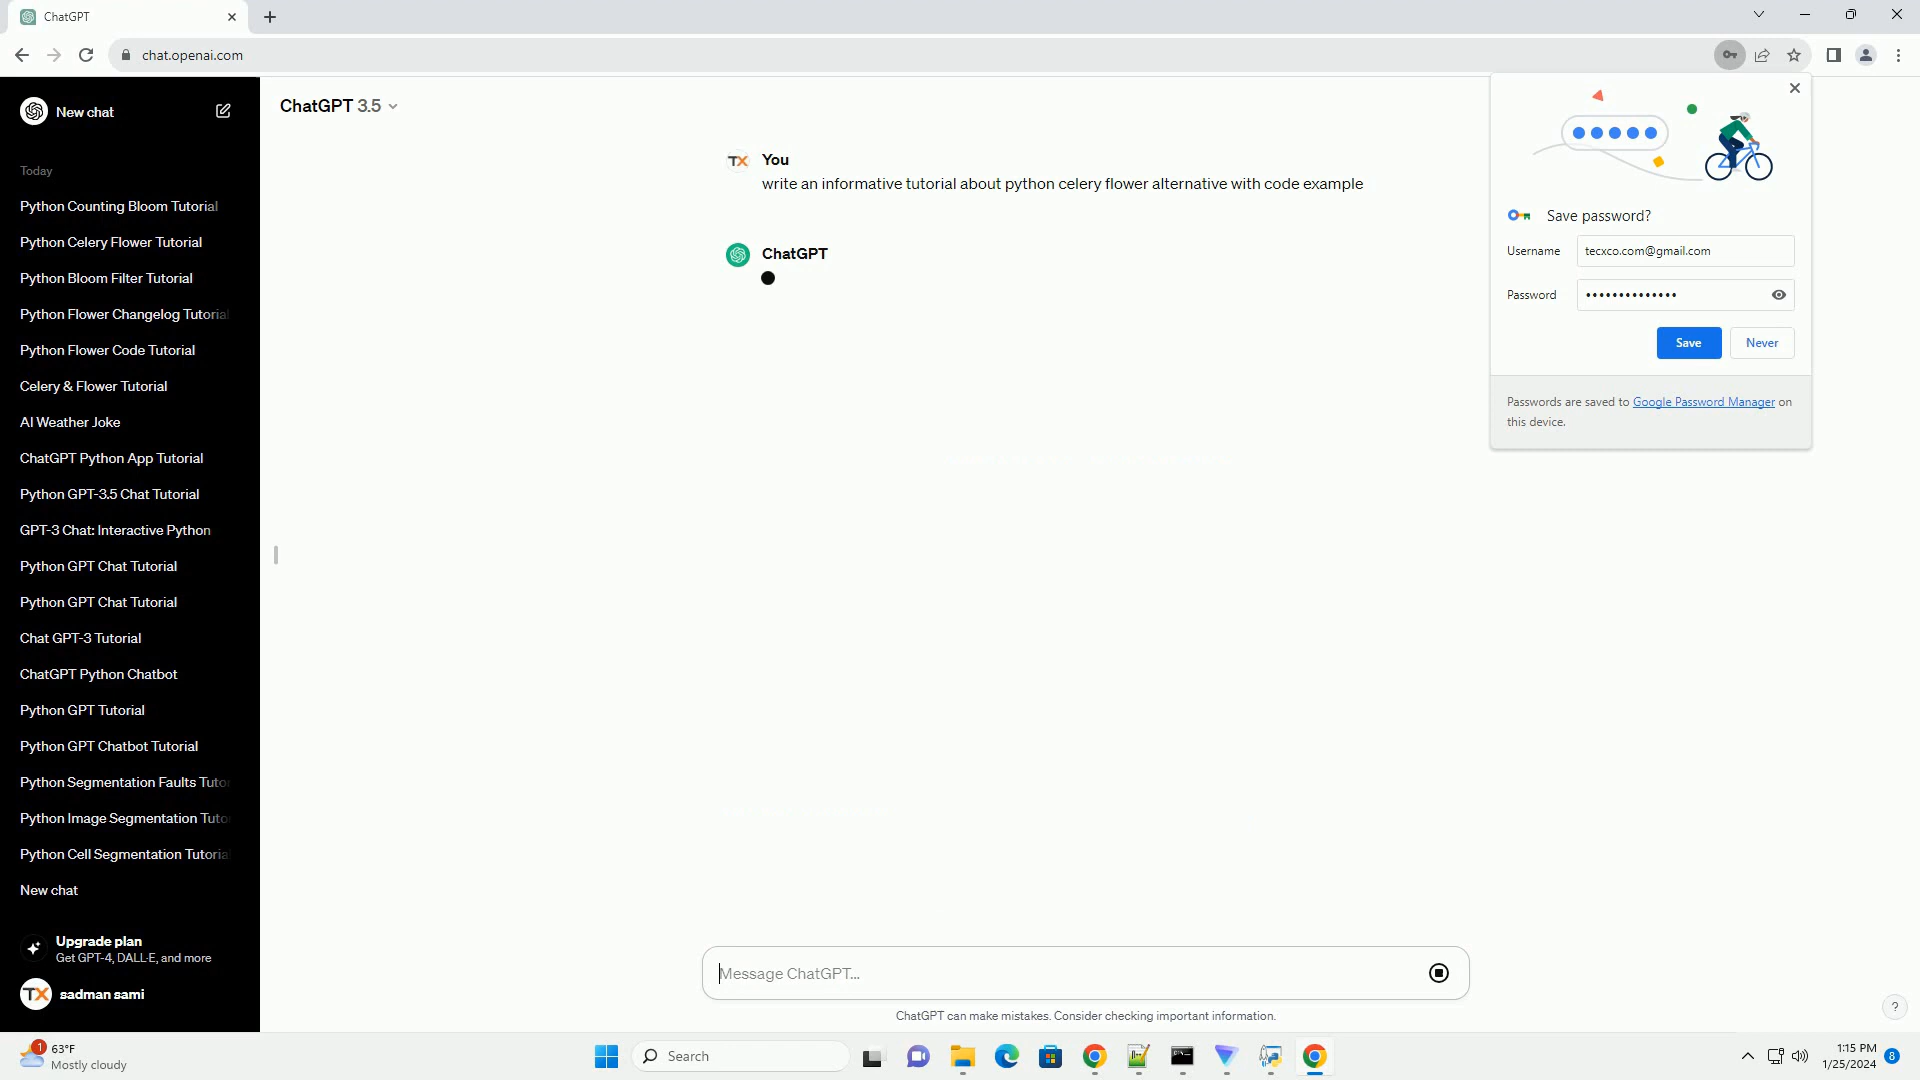 ChatGPT
chat.openai.com
New chat
Today
Python Counting Bloom Tutorial
Python Celery Flower Tutorial
Python Bloom Filter Tutorial
Python Flower Changelog Tutoria
Python Flower Code Tutorial
Celery & Flower Tutorial
AI Weather Joke
ChatGPT Python App Tutorial
Python GPT-3.5 Chat Tutorial
GPT-3 Chat: Interactive Python
Python GPT Chat Tutorial
Python GPT Chat Tutorial
Chat GPT-3 Tutorial
ChatGPT Python Chatbot
Python GPT Tutorial
Python GPT Chatbot Tutorial
Python Segmentation Faults Tuto
Python Image Segmentation Tuto
Python Cell Segmentation Tutoria
New chat
Upgrade plan
Get GPT-4, DALL·E, and more
TX sadman sami
ChatGPT 3.5
TX You
write an informative tutorial about python celery flower alternative with code example
ChatGPT
Save password?
Username tecxco.com@gmail.com
Password ••••••••••••••
Save Never
Passwords are saved to Google Password Manager on
this device.
Message ChatGPT...
ChatGPT can make mistakes. Consider checking important information.
?
1
63°F
Mostly cloudy
Search
1:15 PM
1/25/2024
8